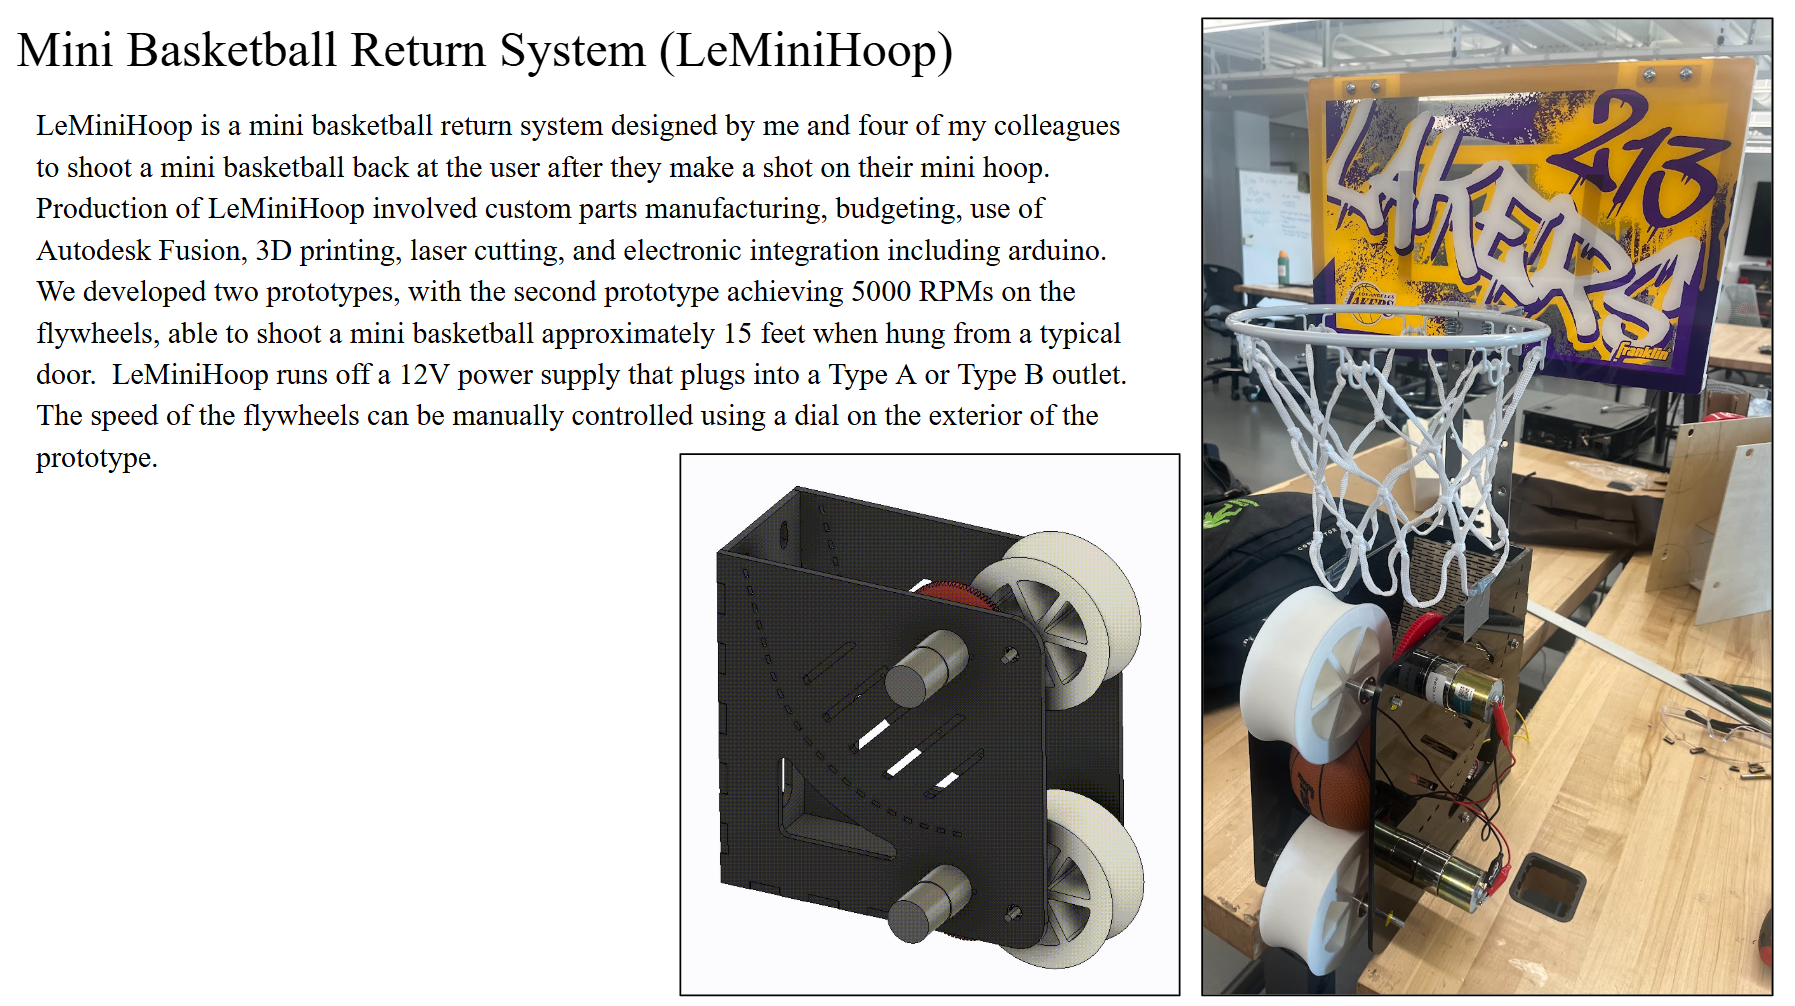 Mini Basketball Return System (LeMiniHoop)
LeMiniHoop is a mini basketball return system designed by me and four of my colleagues
to shoot a mini basketball back at the user after they make a shot on their mini hoop.
Production of LeMiniHoop involved custom parts manufacturing, budgeting, use of
Autodesk Fusion, 3D printing, laser cutting, and electronic integration including arduino.
We developed two prototypes, with the second prototype achieving 5000 RPMs on the
flywheels, able to shoot a mini basketball approximately 15 feet when hung from a typical
door.  LeMiniHoop runs off a 12V power supply that plugs into a Type A or Type B outlet.
The speed of the flywheels can be manually controlled using a dial on the exterior of the
prototype.
213
LAKERS
LOS ANGELES
LAKERS
Franklin